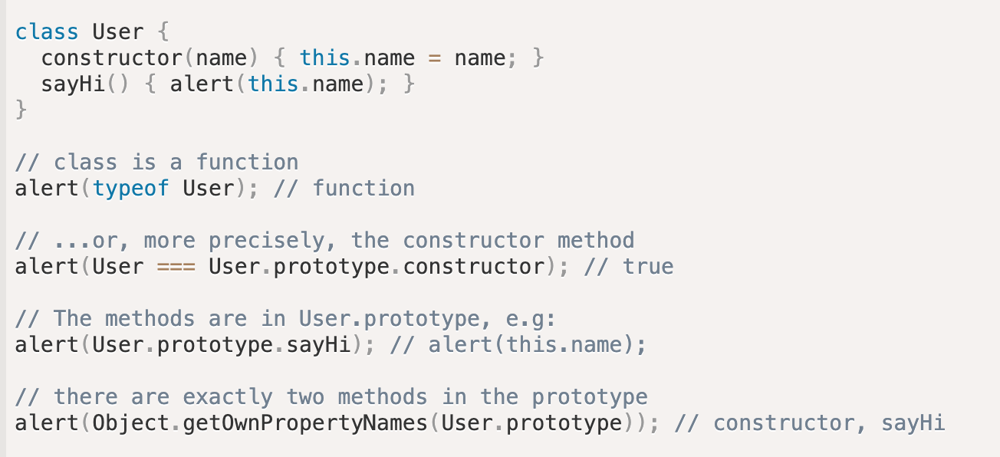 class User {
  constructor(name) { this.name = name; }
  sayHi() { alert(this.name); }
}

// class is a function
alert(typeof User); // function

// ...or, more precisely, the constructor method
alert(User === User.prototype.constructor); // true

// The methods are in User.prototype, e.g:
alert(User.prototype.sayHi); // alert(this.name);

// there are exactly two methods in the prototype
alert(Object.getOwnPropertyNames(User.prototype)); // constructor, sayHi